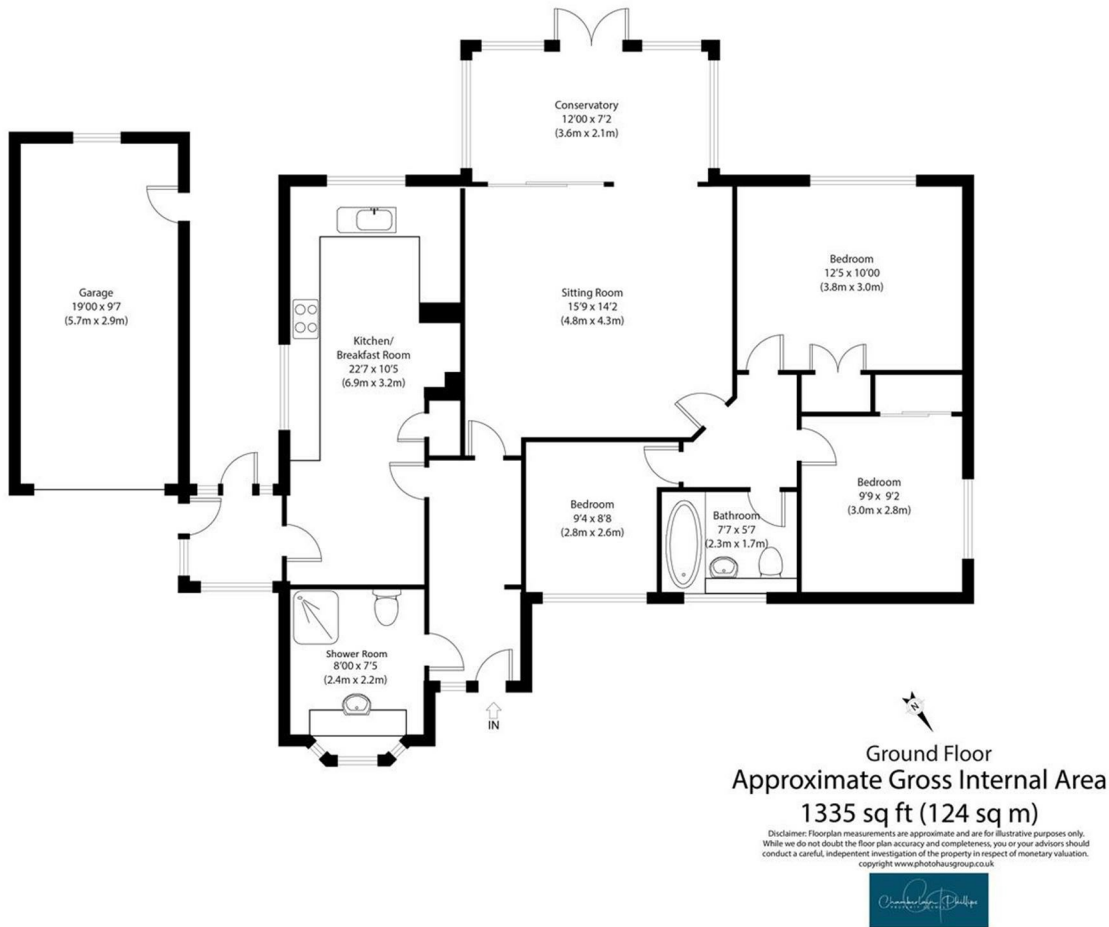 Conservatory
12'00 x 7'2
(3.6m x 2.1m)
Garage
19'00 x 9'7
(5.7m x 2.9m)
Kitchen/
Breakfast Room
22'7 x 10'5
(6.9m x 3.2m)
Sitting Room
15'9 x 14'2
(4.8m x 4.3m)
Bedroom
12'5 x 10'00
(3.8m x 3.0m)
Bedroom
9'4 x 8'8
(2.8m x 2.6m)
Bathroom
7'7 x 5'7
(2.3m x 1.7m)
Bedroom
9'9 x 9'2
(3.0m x 2.8m)
Shower Room
8'00 x 7'5
(2.4m x 2.2m)
IN
N
Ground Floor
Approximate Gross Internal Area
1335 sq ft (124 sq m)
Disclaimer: Floorplan measurements are approximate and are for illustrative purposes only.
While we do not doubt the floor plan accuracy and completeness, you or your advisors should
conduct a careful, indepentent investigation of the property in respect of monetary valuation.
copyright www.photohausgroup.co.uk
Chamberlain Phillips